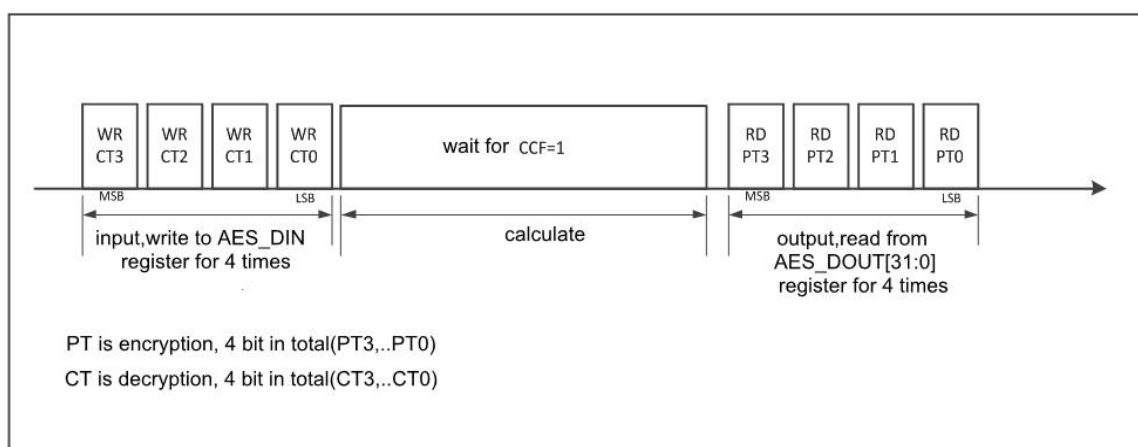 WR CT3
WR CT2
WR CT1
WR CT0
wait for CCF=1
RD PT3
RD PT2
RD PT1
RD PT0
MSB
LSB
MSB
LSB
input,write to AES_DIN
register for 4 times
calculate
output,read from
AES_DOUT[31:0]
register for 4 times
PT is encryption, 4 bit in total(PT3,..PT0)
CT is decryption, 4 bit in total(CT3,..CT0)